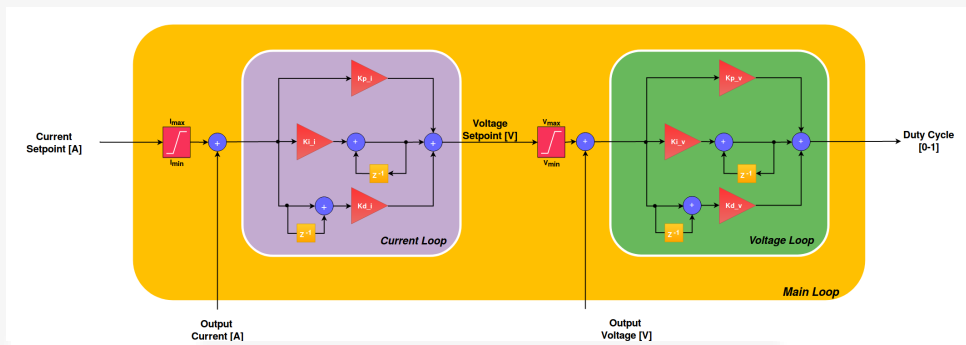 Current
Setpoint [A]
Imax
Imin
+
Kp_i
Ki_i
+
z-1
+
Kd_i
z-1
+
Current Loop
Voltage
Setpoint [V]
Vmax
Vmin
+
Kp_v
Ki_v
+
z-1
+
Kd_v
z-1
+
Voltage Loop
Duty Cycle
[0-1]
Main Loop
Output
Current [A]
Output
Voltage [V]